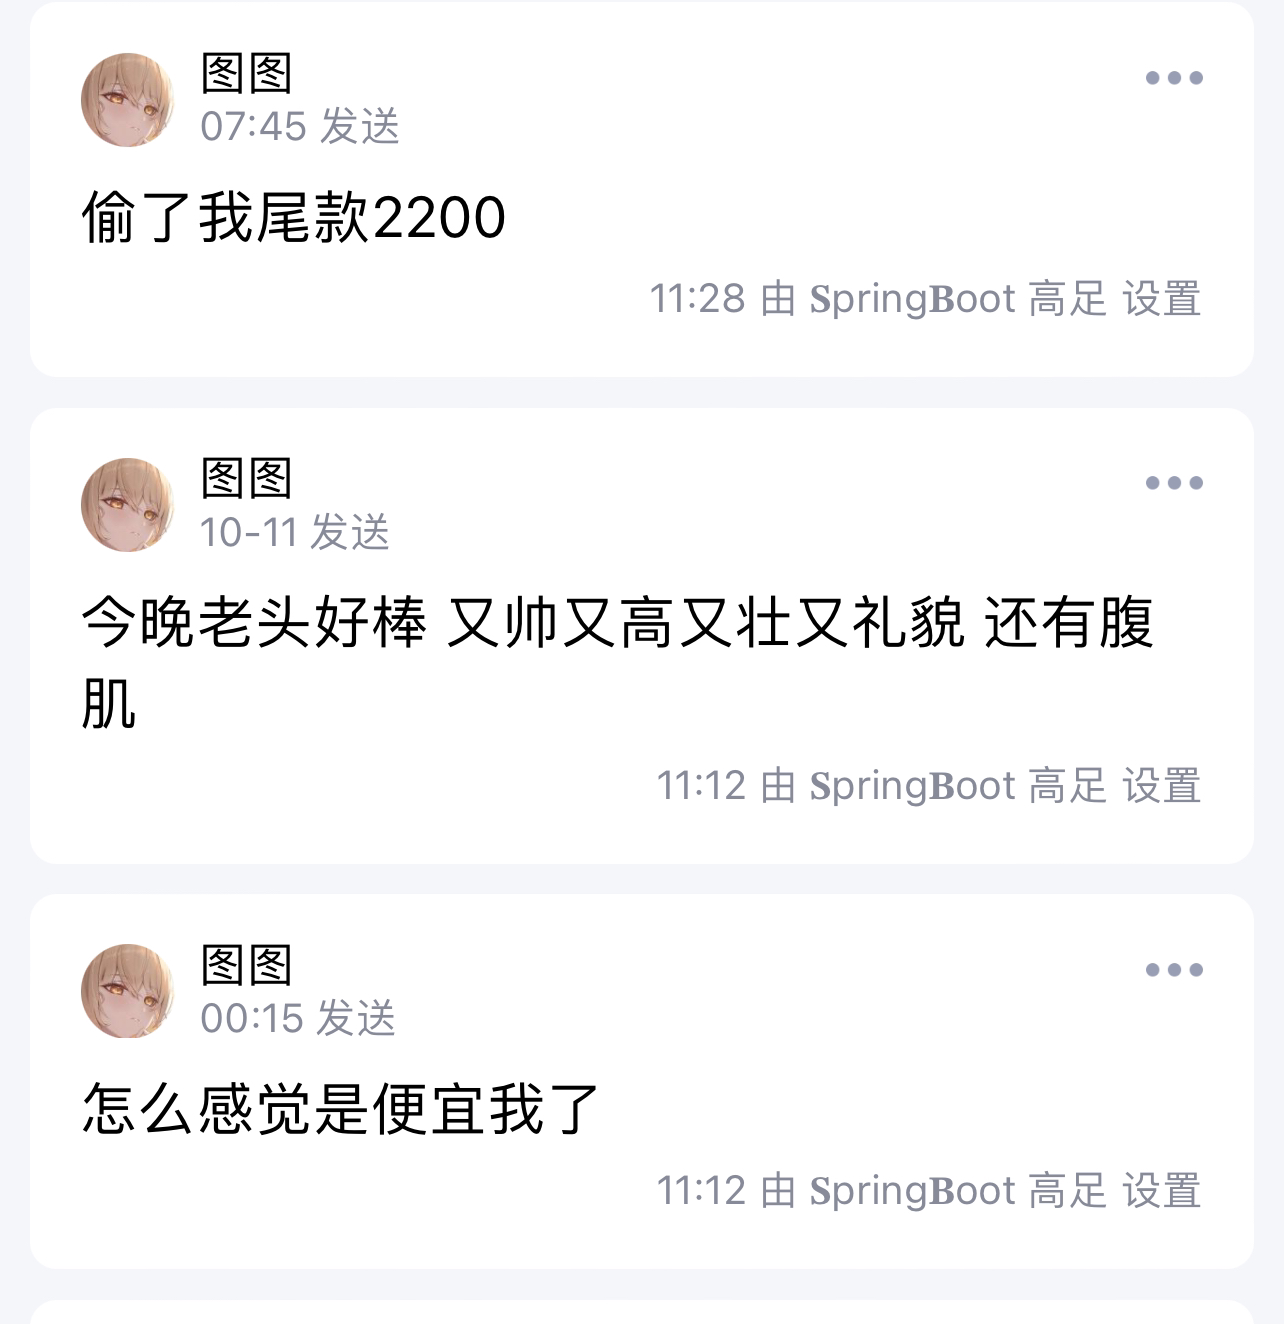 图图
07:45 发送
偷了我尾款2200
11:28 由 SpringBoot 高足 设置
图图
10-11 发送
今晚老头好棒 又帅又高又壮又礼貌 还有腹
肌
11:12 由 SpringBoot 高足 设置
图图
00:15 发送
怎么感觉是便宜我了
11:12 由 SpringBoot 高足 设置